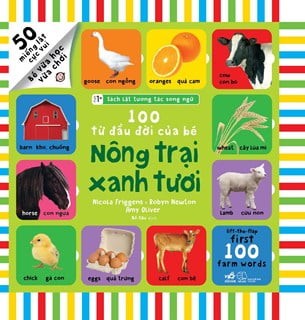 50
miếng lật
cực vui
Bé vừa học
vừa chơi
goose con ngỗng
oranges quả cam
cow
con bò
1+ sách lật tương tác song ngữ
100
từ đầu đời của bé
Nông trại
xanh tươi
barn kho, chuồng
wheat cây lúa mì
horse con ngựa
lamb cừu non
Nicola Friggens - Robyn Newton
Amy Oliver
chick gà con
eggs quả trứng
calf con bê
lift-the-flap
first
100
farm words